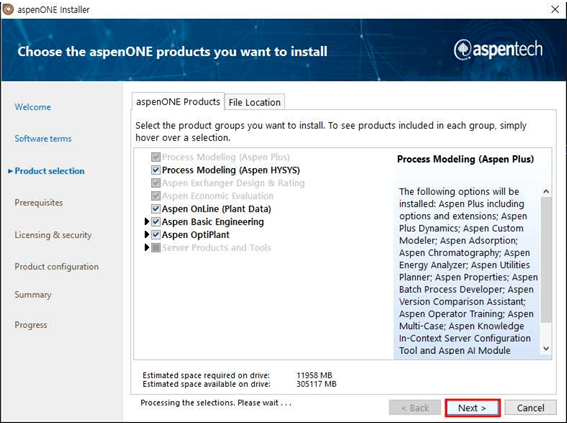 aspenONE Installer
Choose the aspenONE products you want to install
aspentech
Welcome
Software terms
Product selection
Prerequisites
Licensing & security
Product configuration
Summary
Progress
aspenONE Products
File Location
Select the product groups you want to install. To see products included in each group, simply
hover over a selection.
Process Modeling (Aspen Plus)
Process Modeling (Aspen HYSYS)
Aspen Exchanger Design & Rating
Aspen Economic Evaluation
Aspen OnLine (Plant Data)
Aspen Basic Engineering
Aspen OptiPlant
Server Products and Tools
Process Modeling (Aspen Plus)
The following options will be
installed: Aspen Plus including
options and extensions; Aspen
Plus Dynamics; Aspen Custom
Modeler; Aspen Adsorption;
Aspen Chromatography; Aspen
Energy Analyzer; Aspen Utilities
Planner; Aspen Properties; Aspen
Batch Process Developer; Aspen
Version Comparison Assistant;
Aspen Operator Training; Aspen
Multi-Case; Aspen Knowledge
In-Context Server Configuration
Tool and Aspen AI Module
Estimated space required on drive: 11958 MB
Estimated space available on drive: 305117 MB
Processing the selections. Please wait . . .
< Back
Next >
Cancel